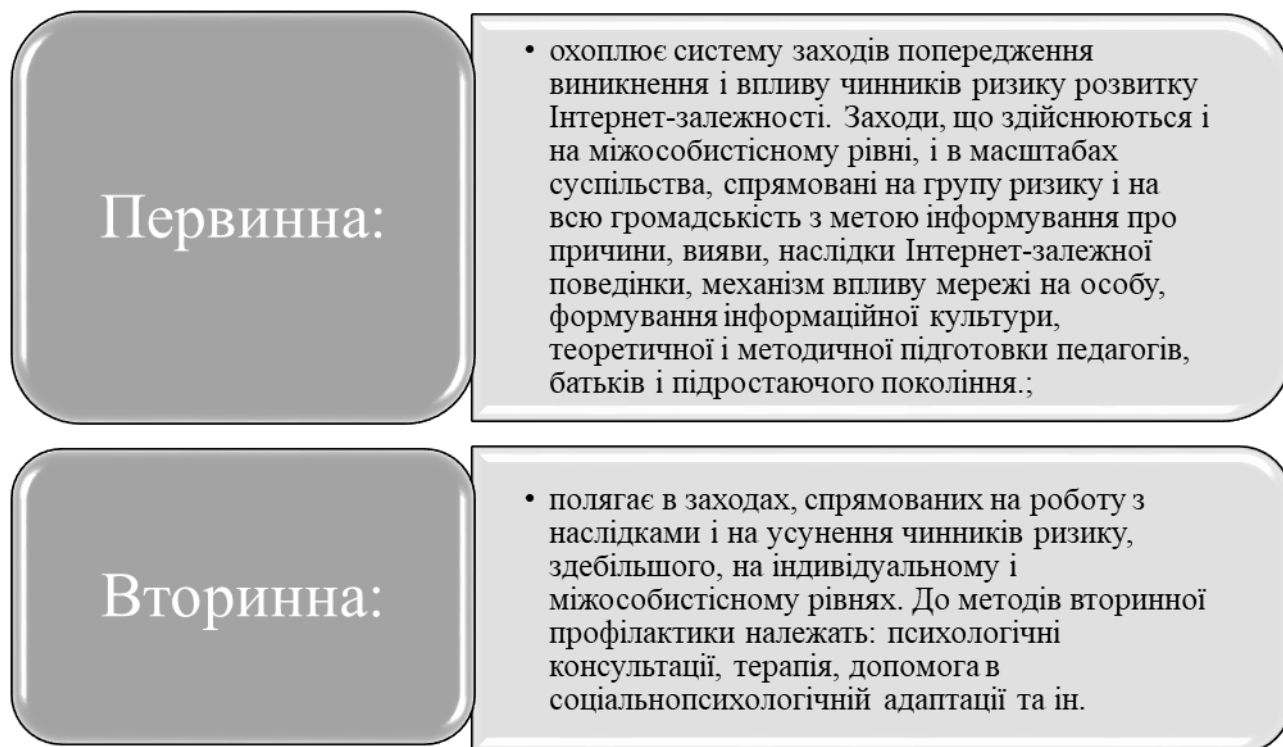 Первинна:
• охоплює систему заходів попередження
виникнення і впливу чинників ризику розвитку
Інтернет-залежності. Заходи, що здійснюються і
на міжособистісному рівні, і в масштабах
суспільства, спрямовані на групу ризику і на
всю громадськість з метою інформування про
причини, вияви, наслідки Інтернет-залежної
поведінки, механізм впливу мережі на особу,
формування інформаційної культури,
теоретичної і методичної підготовки педагогів,
батьків і підростаючого покоління.;
Вторинна:
• полягає в заходах, спрямованих на роботу з
наслідками і на усунення чинників ризику,
здебільшого, на індивідуальному і
міжособистісному рівнях. До методів вторинної
профілактики належать: психологічні
консультації, терапія, допомога в
соціальнопсихологічній адаптації та ін.